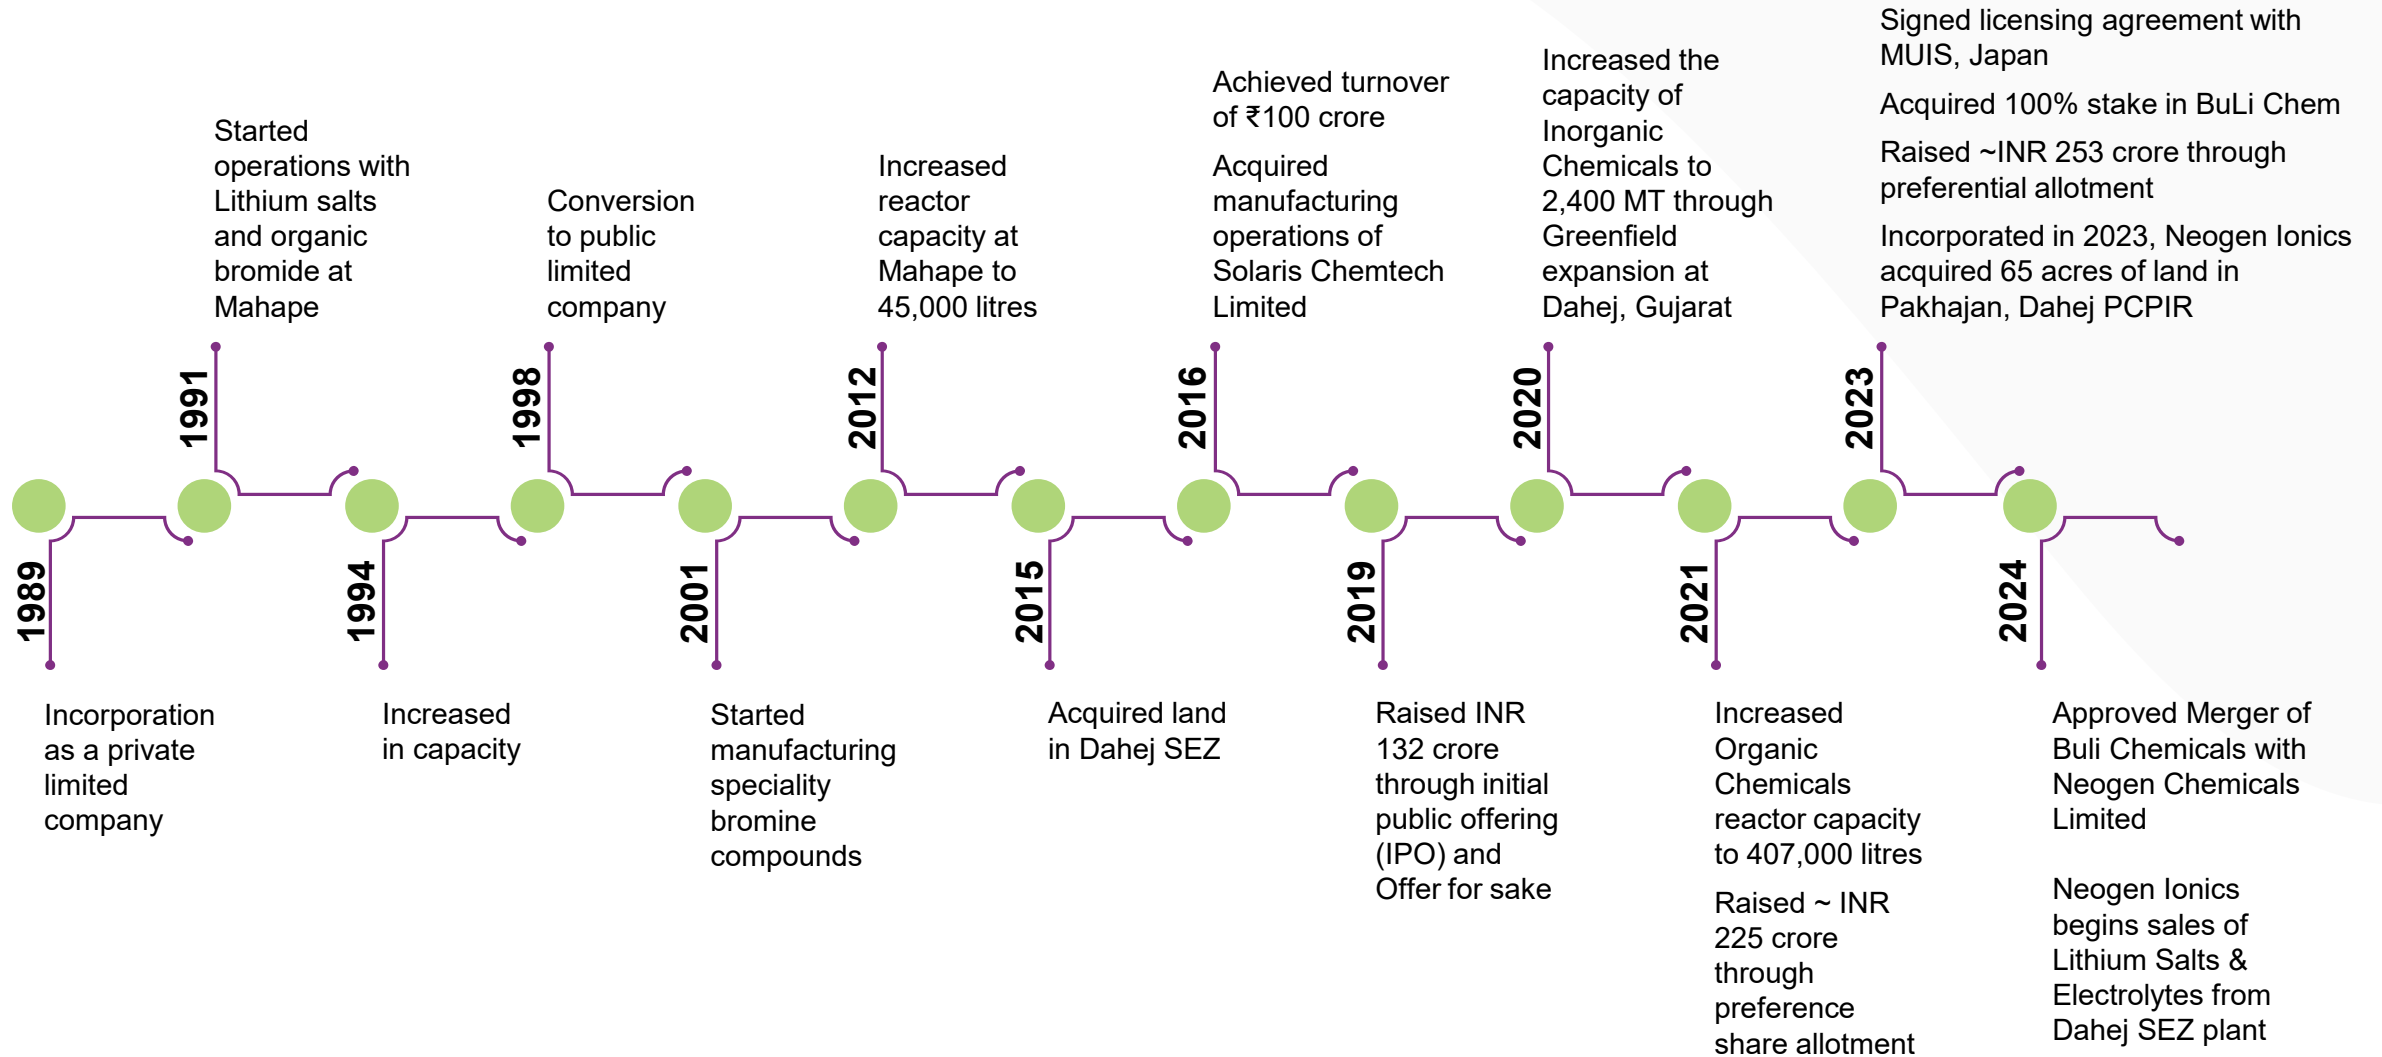 1989
Incorporation
as a private
limited
company
1991
Started
operations with
Lithium salts
and organic
bromide at
Mahape
1994
Increased
in capacity
1998
Conversion
to public
limited
company
2001
Started
manufacturing
speciality
bromine
compounds
2012
Increased
reactor
capacity at
Mahape to
45,000 litres
2015
Acquired land
in Dahej SEZ
2016
Achieved turnover
of ₹100 crore
Acquired
manufacturing
operations of
Solaris Chemtech
Limited
2019
Raised INR
132 crore
through initial
public offering
(IPO) and
Offer for sake
2020
Increased the
capacity of
Inorganic
Chemicals to
2,400 MT through
Greenfield
expansion at
Dahej, Gujarat
2021
Increased
Organic
Chemicals
reactor capacity
to 407,000 litres
Raised ~ INR
225 crore
through
preference
share allotment
2023
Signed licensing agreement with
MUIS, Japan
Acquired 100% stake in BuLi Chem
Raised ~INR 253 crore through
preferential allotment
Incorporated in 2023, Neogen Ionics
acquired 65 acres of land in
Pakhajan, Dahej PCPIR
2024
Approved Merger of
Buli Chemicals with
Neogen Chemicals
Limited
Neogen Ionics
begins sales of
Lithium Salts &
Electrolytes from
Dahej SEZ plant